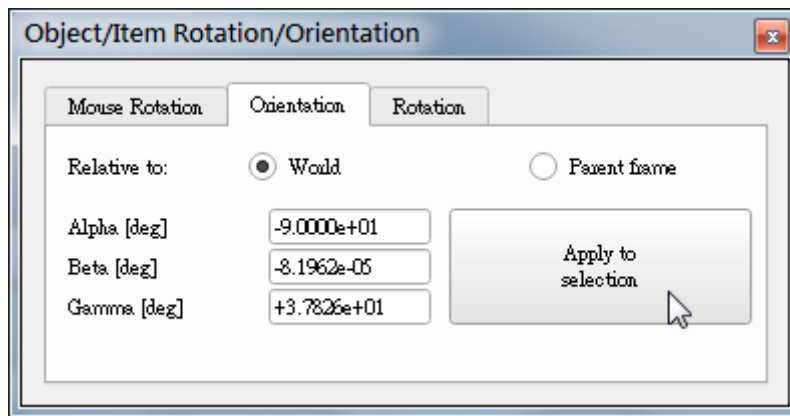 Object/Item Rotation/Orientation
Mouse Rotation Orientation Rotation
Relative to: World Parent frame
Alpha [deg] -9.0000e+01
Beta [deg] -8.1962e-05
Gamma [deg] +3.7826e+01
Apply to
selection